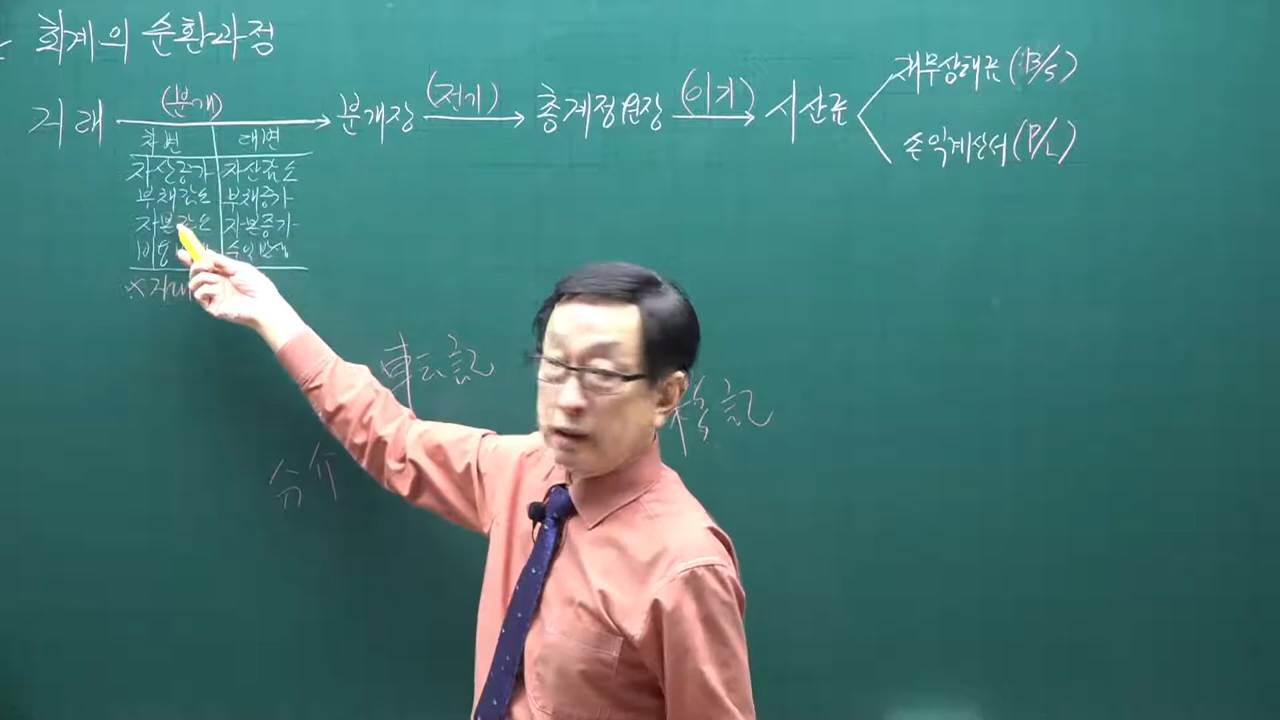 회계의 순환과정
거래 (분개) 분개장 (전기) 총계정원장 (이기) 시산표
재무상태표 (B/S)
손익계산서 (P/L)
차변 대변
자산증가 자산감소
부채감소 부채증가
자본감소 자본증가
수익발생
※
轉記
移記
分介